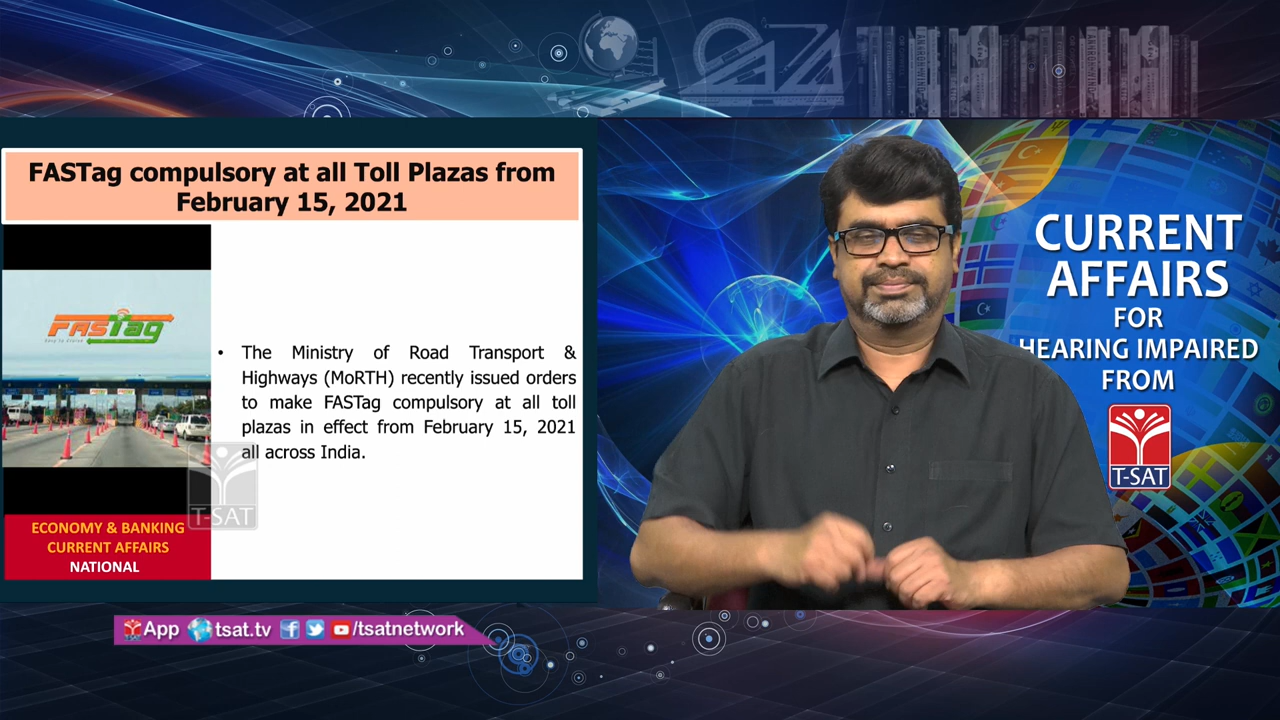 FASTag compulsory at all Toll Plazas from
February 15, 2021
FASTag
• The Ministry of Road Transport &
Highways (MoRTH) recently issued orders
to make FASTag compulsory at all toll
plazas in effect from February 15, 2021
all across India.
T-SAT
ECONOMY & BANKING
CURRENT AFFAIRS
NATIONAL
CURRENT
AFFAIRS
FOR
HEARING IMPAIRED
FROM
T-SAT
App tsat.tv /tsatnetwork